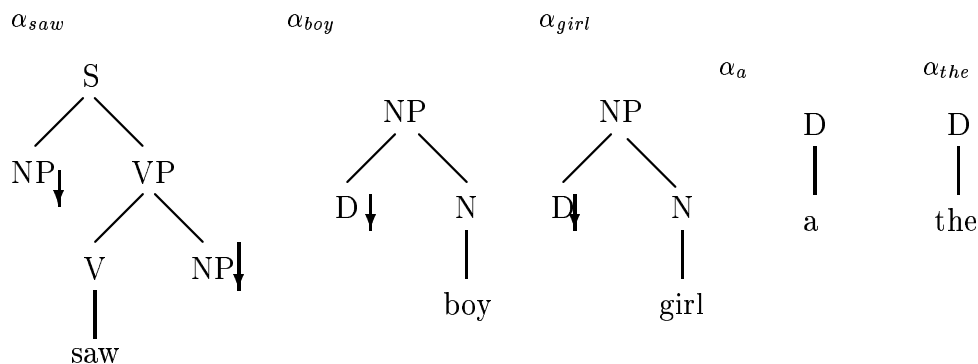 α_saw α_boy α_girl
α_a α_the
S
NP NP
D D
NP↓ VP
D↓ N D↓ N
a the
V NP↓
boy girl
saw